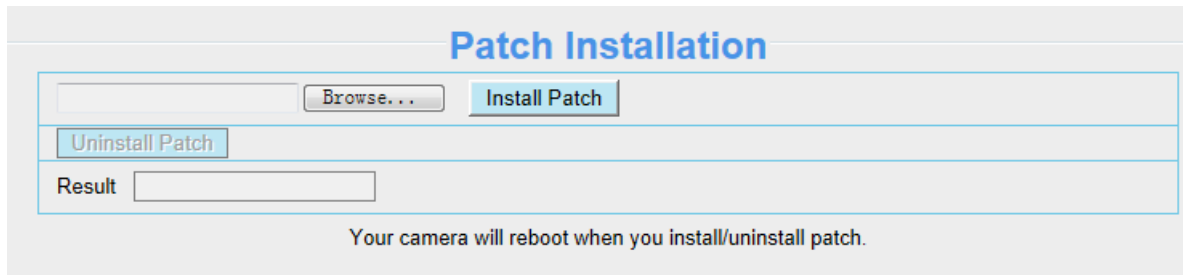 Patch Installation
Browse... Install Patch
Uninstall Patch
Result
Your camera will reboot when you install/uninstall patch.